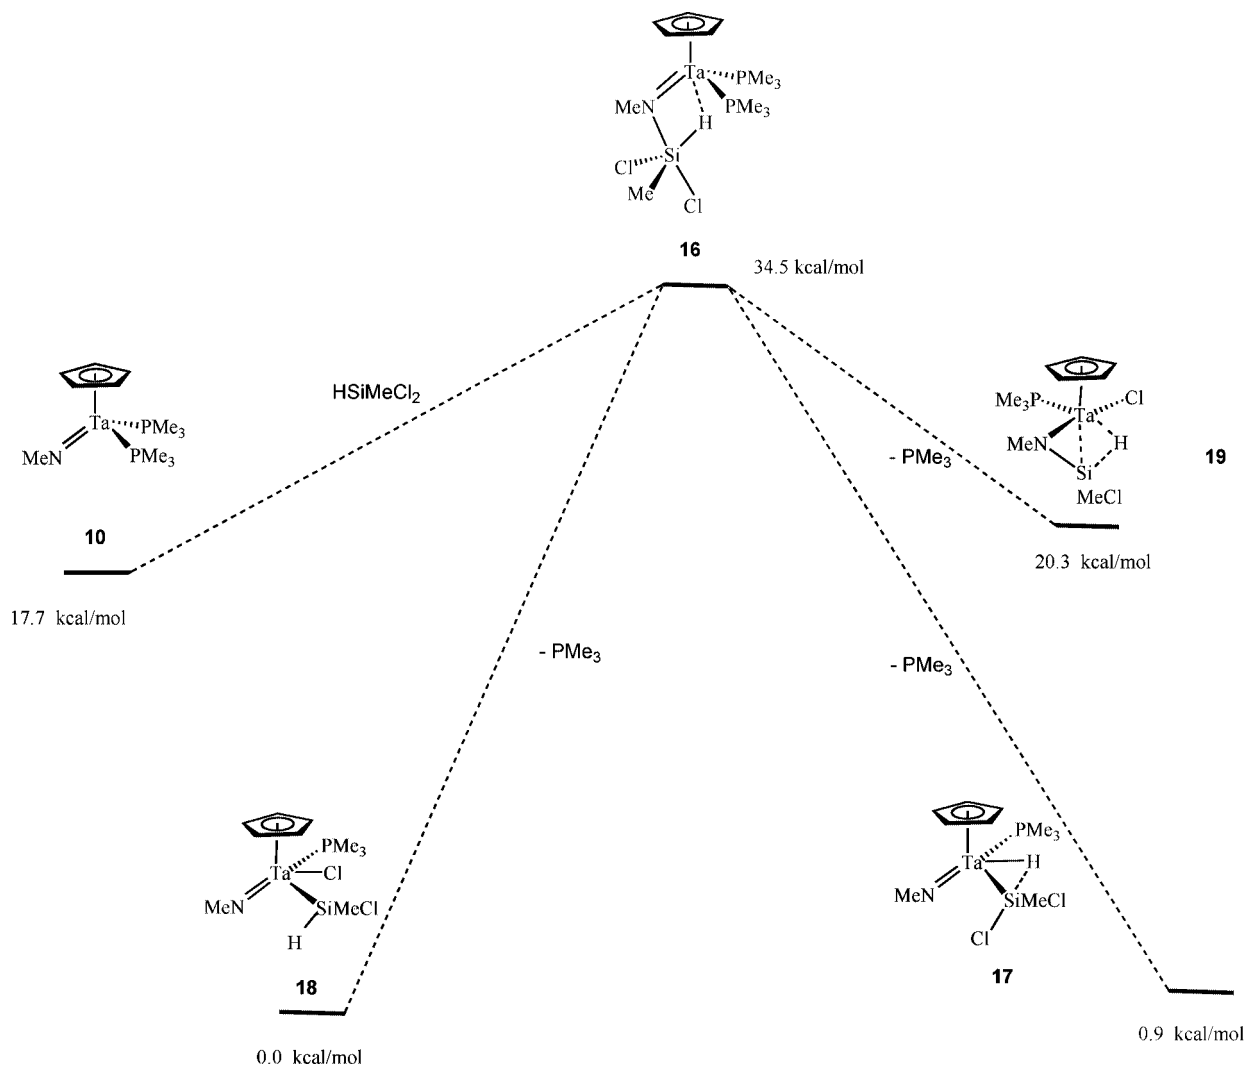 Ta
PMe3
PMe3
MeN
H
Si
Cl
Me
Cl
16
34.5 kcal/mol
HSiMeCl2
Ta
PMe3
PMe3
MeN
10
17.7 kcal/mol
Me3P
Ta
Cl
MeN
H
Si
MeCl
19
- PMe3
20.3 kcal/mol
- PMe3
- PMe3
PMe3
Ta
Cl
MeN
SiMeCl
H
18
0.0 kcal/mol
PMe3
Ta
H
MeN
SiMeCl
Cl
17
0.9 kcal/mol